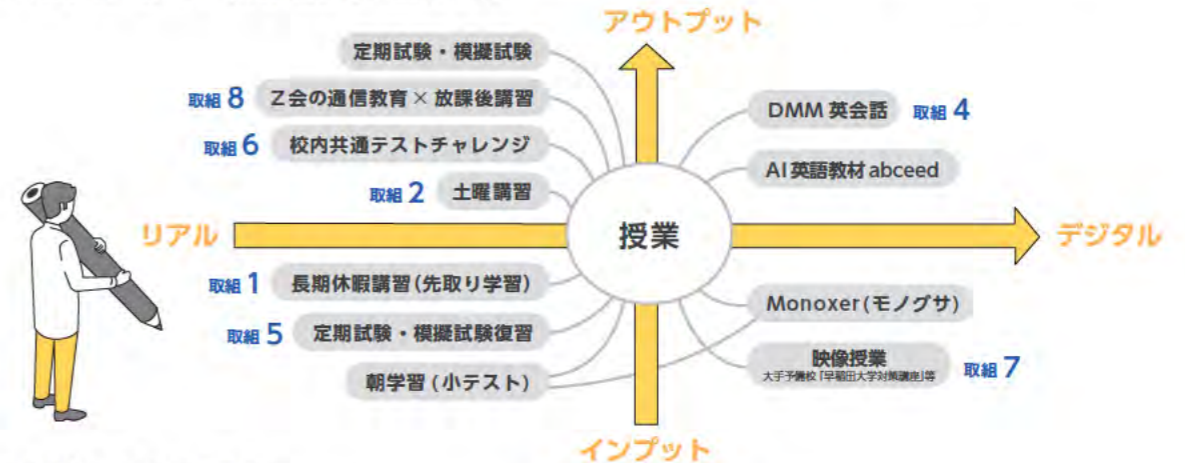 アウトプット
定期試験・模擬試験
取組 8 Z会の通信教育 × 放課後講習
取組 6 校内共通テストチャレンジ
取組 2 土曜講習
DMM 英会話 取組 4
AI 英語教材 abceed
リアル
授業
デジタル
取組 1 長期休暇講習(先取り学習)
取組 5 定期試験・模擬試験復習
朝学習 (小テスト)
Monoxer (モノグサ)
映像授業
大手予備校「早稲田大学対策講座」等
取組 7
インプット